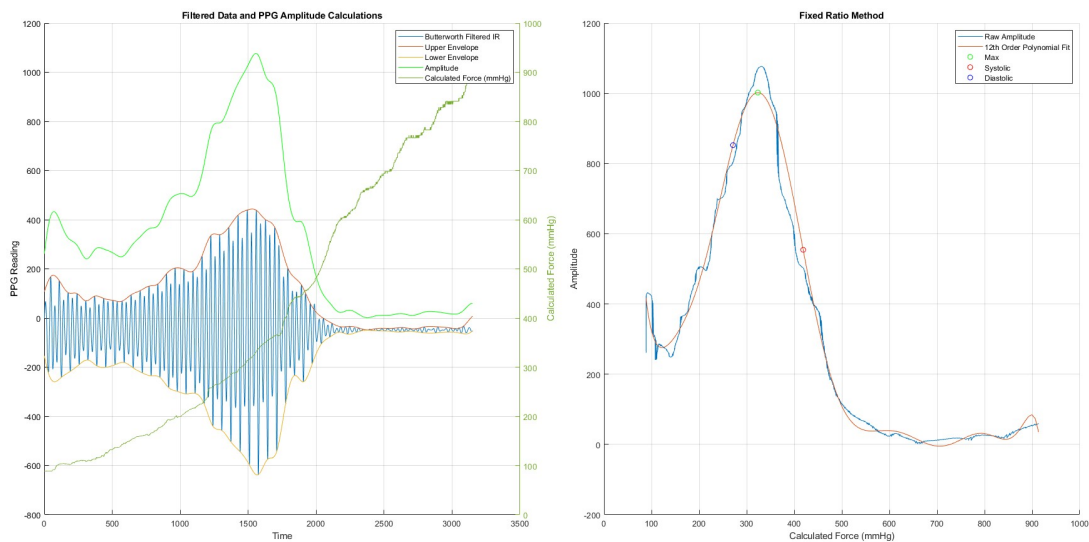 Filtered Data and PPG Amplitude Calculations
1200
1000
800
600
400
200
0
-200
-400
-600
-800
PPG Reading
Butterworth Filtered IR
Upper Envelope
Lower Envelope
Amplitude
Calculated Force (mmHg)
1000
900
800
700
600
500
400
300
200
100
0
Calculated Force (mmHg)
0 500 1000 1500 2000 2500 3000 3500
Time
Fixed Ratio Method
1200
1000
800
600
400
200
0
-200
Amplitude
Raw Amplitude
12th Order Polynomial Fit
Max
Systolic
Diastolic
0 100 200 300 400 500 600 700 800 900 1000
Calculated Force (mmHg)